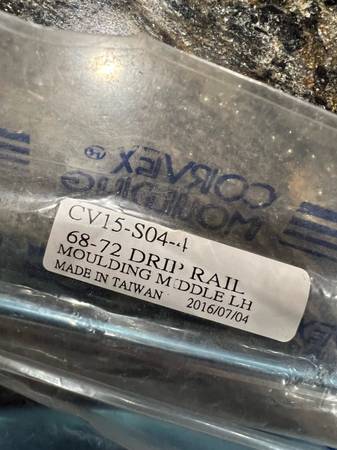 CORVEX ®
MOULDING
CV15-S04-4
68-72 DRIP RAIL
MOULDING MIDDLE LH
MADE IN TAIWAN 2016/07/04